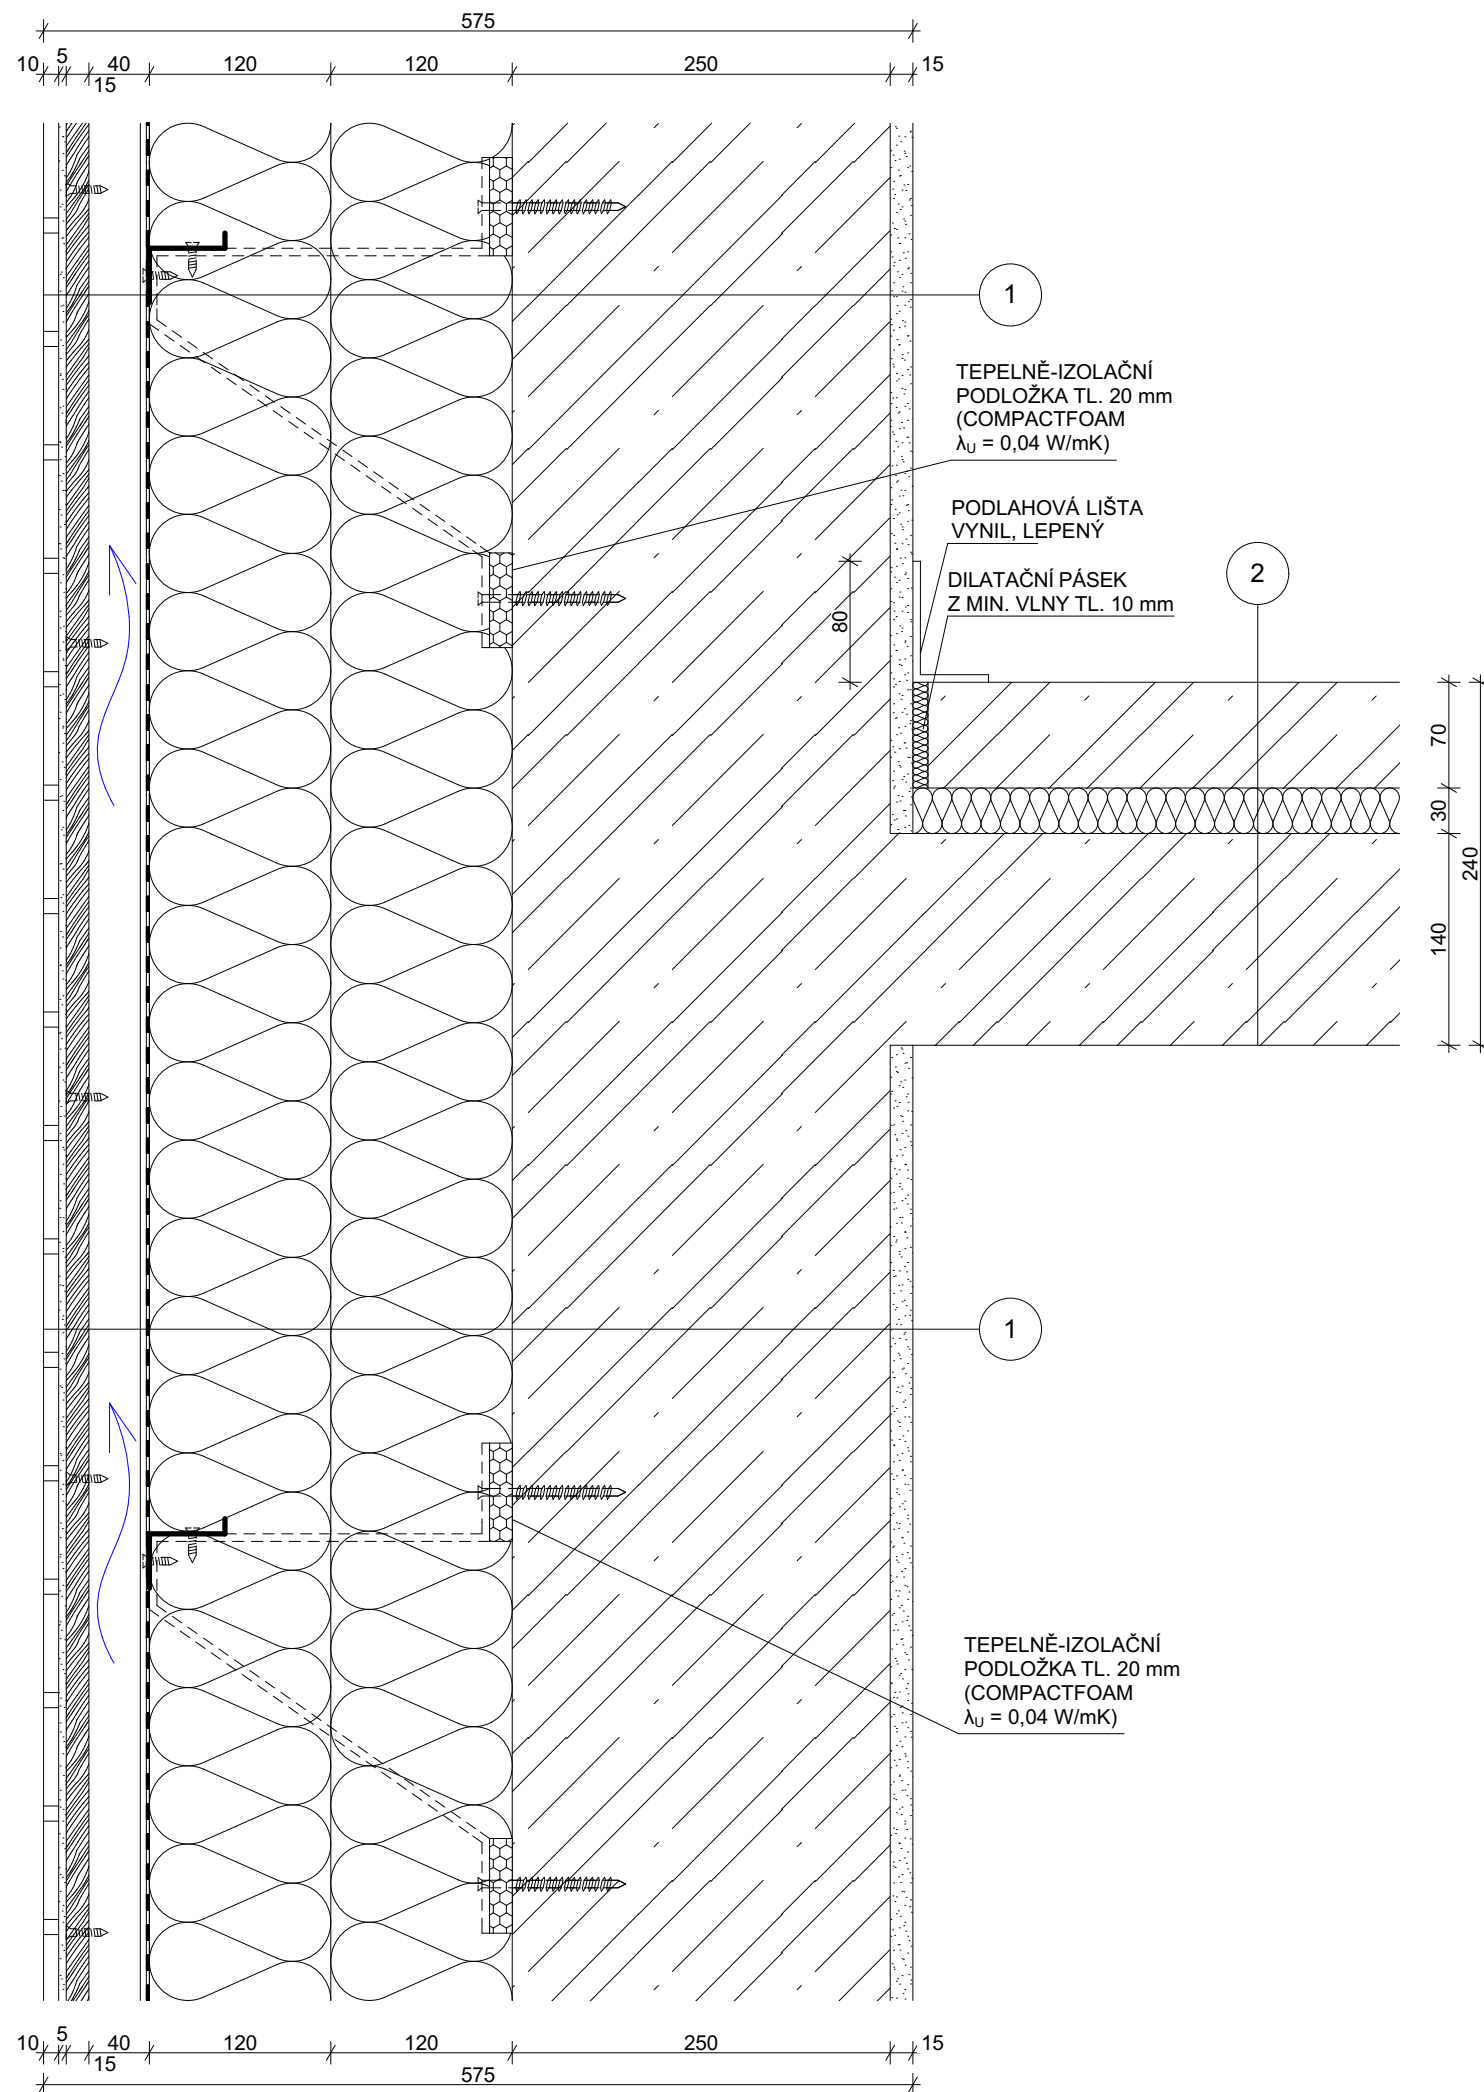 575
10 5 15 40 120 120 250 15
1
TEPELNĚ-IZOLAČNÍ
PODLOŽKA TL. 20 mm
(COMPACTFOAM
λU = 0,04 W/mK)
PODLAHOVÁ LIŠTA
VYNIL, LEPENÝ
2
DILATAČNÍ PÁSEK
Z MIN. VLNY TL. 10 mm
80
70
30
240
140
1
TEPELNĚ-IZOLAČNÍ
PODLOŽKA TL. 20 mm
(COMPACTFOAM
λU = 0,04 W/mK)
10 5 15 40 120 120 250 15
575